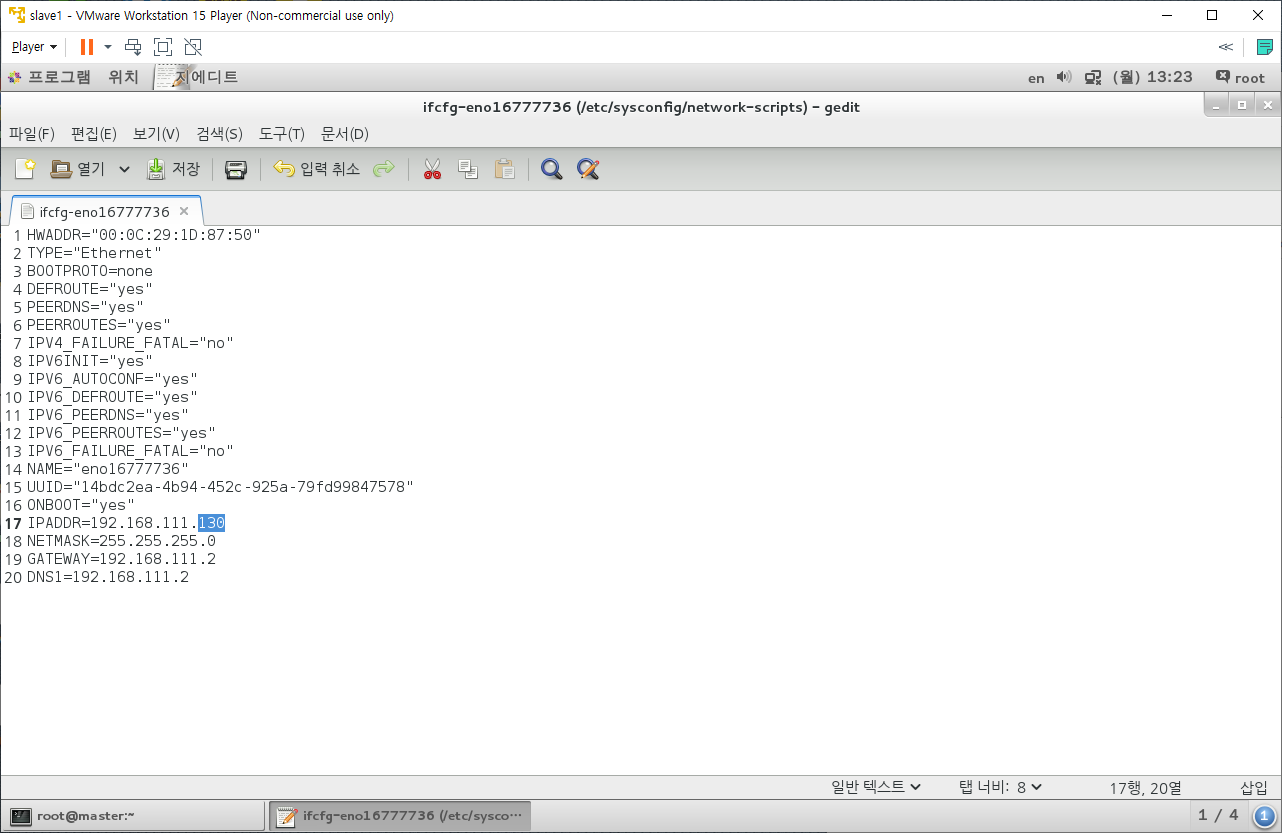 slave1 - VMware Workstation 15 Player (Non-commercial use only)
Player
프로그램 위치 지에디트 en (월) 13:23 root
ifcfg-eno16777736 (/etc/sysconfig/network-scripts) - gedit
파일(F) 편집(E) 보기(V) 검색(S) 도구(T) 문서(D)
열기 저장 입력 취소
ifcfg-eno16777736
1 HWADDR="00:0C:29:1D:87:50"
2 TYPE="Ethernet"
3 BOOTPROTO=none
4 DEFROUTE="yes"
5 PEERDNS="yes"
6 PEERROUTES="yes"
7 IPV4_FAILURE_FATAL="no"
8 IPV6INIT="yes"
9 IPV6_AUTOCONF="yes"
10 IPV6_DEFROUTE="yes"
11 IPV6_PEERDNS="yes"
12 IPV6_PEERROUTES="yes"
13 IPV6_FAILURE_FATAL="no"
14 NAME="eno16777736"
15 UUID="14bdc2ea-4b94-452c-925a-79fd99847578"
16 ONBOOT="yes"
17 IPADDR=192.168.111.130
18 NETMASK=255.255.255.0
19 GATEWAY=192.168.111.2
20 DNS1=192.168.111.2
일반 텍스트 탭 너비: 8 17행, 20열 삽입
root@master:~ ifcfg-eno16777736 (/etc/sysco… 1 / 4 1